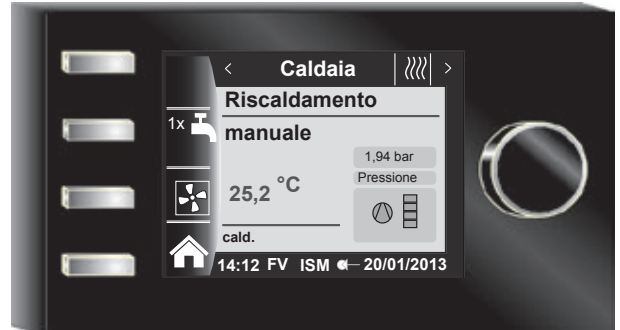 Caldaia
Riscaldamento
1x
manuale
1,94 bar
Pressione
25,2 °C
cald.
14:12 FV ISM 20/01/2013